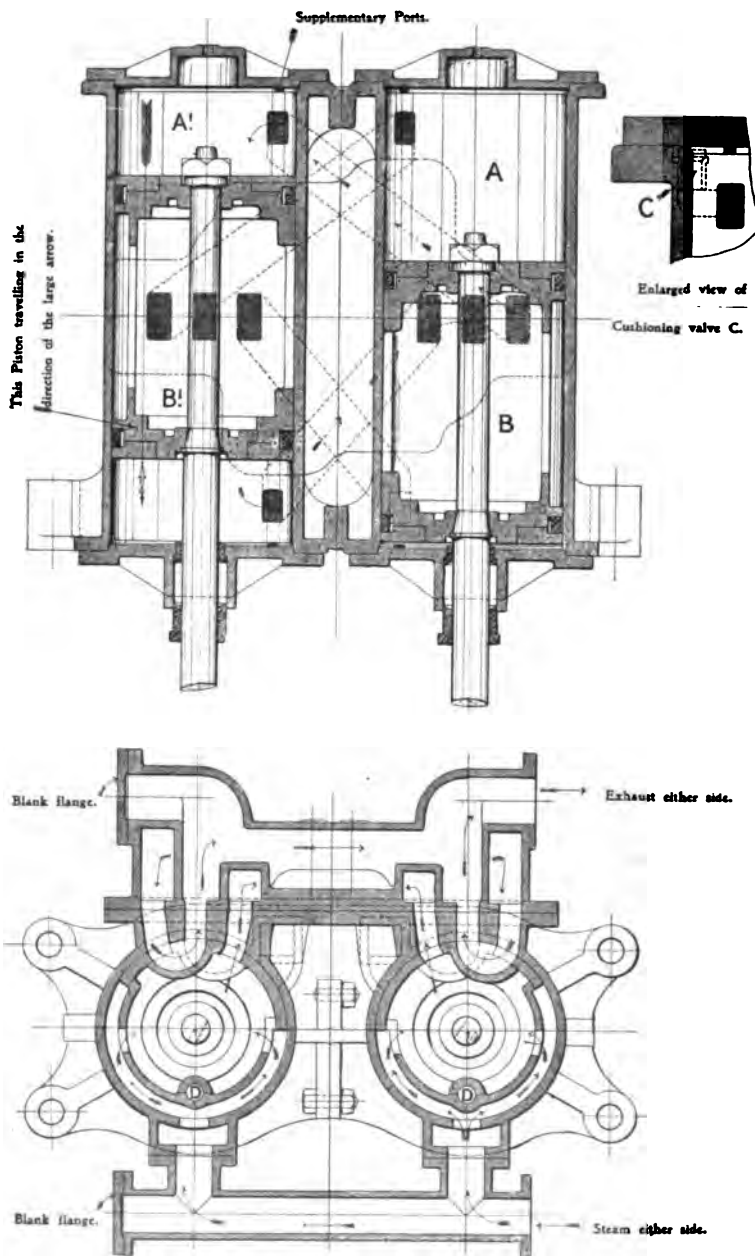 Supplementary Ports.
A!
A
C
Enlarged view of
Cushioning valve C.
This Piston travelling in the
direction of the large arrow.
B!
B
Blank flange.
Exhaust either side.
D
D
Blank flange.
Steam either side.